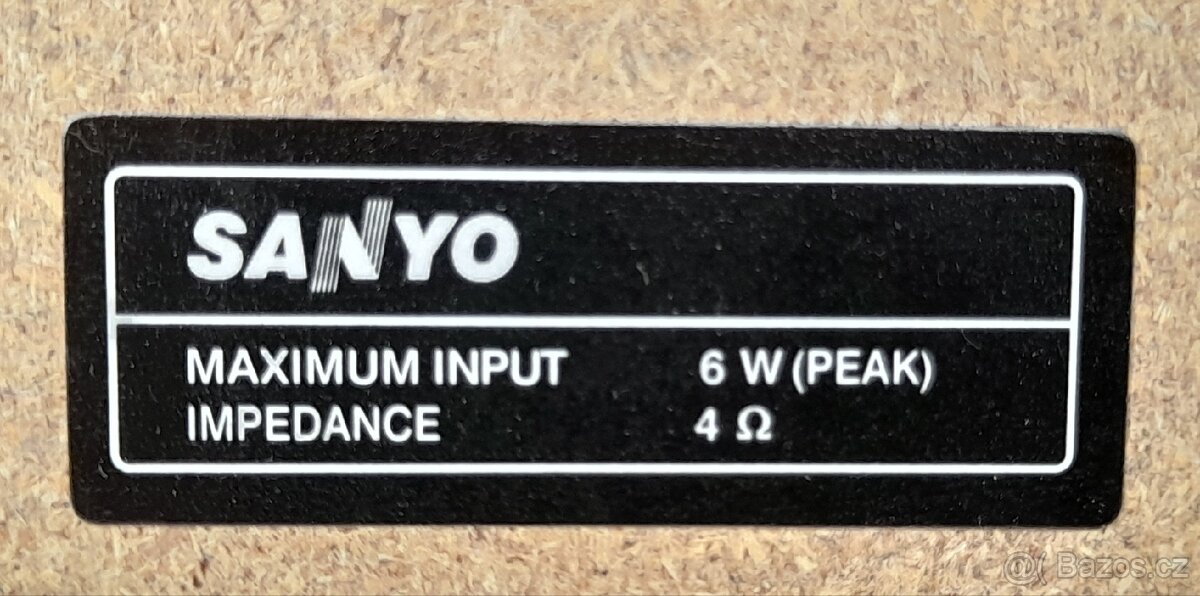 SANYO
MAXIMUM INPUT 6 W (PEAK)
IMPEDANCE 4 Ω
@( Bazos.cz